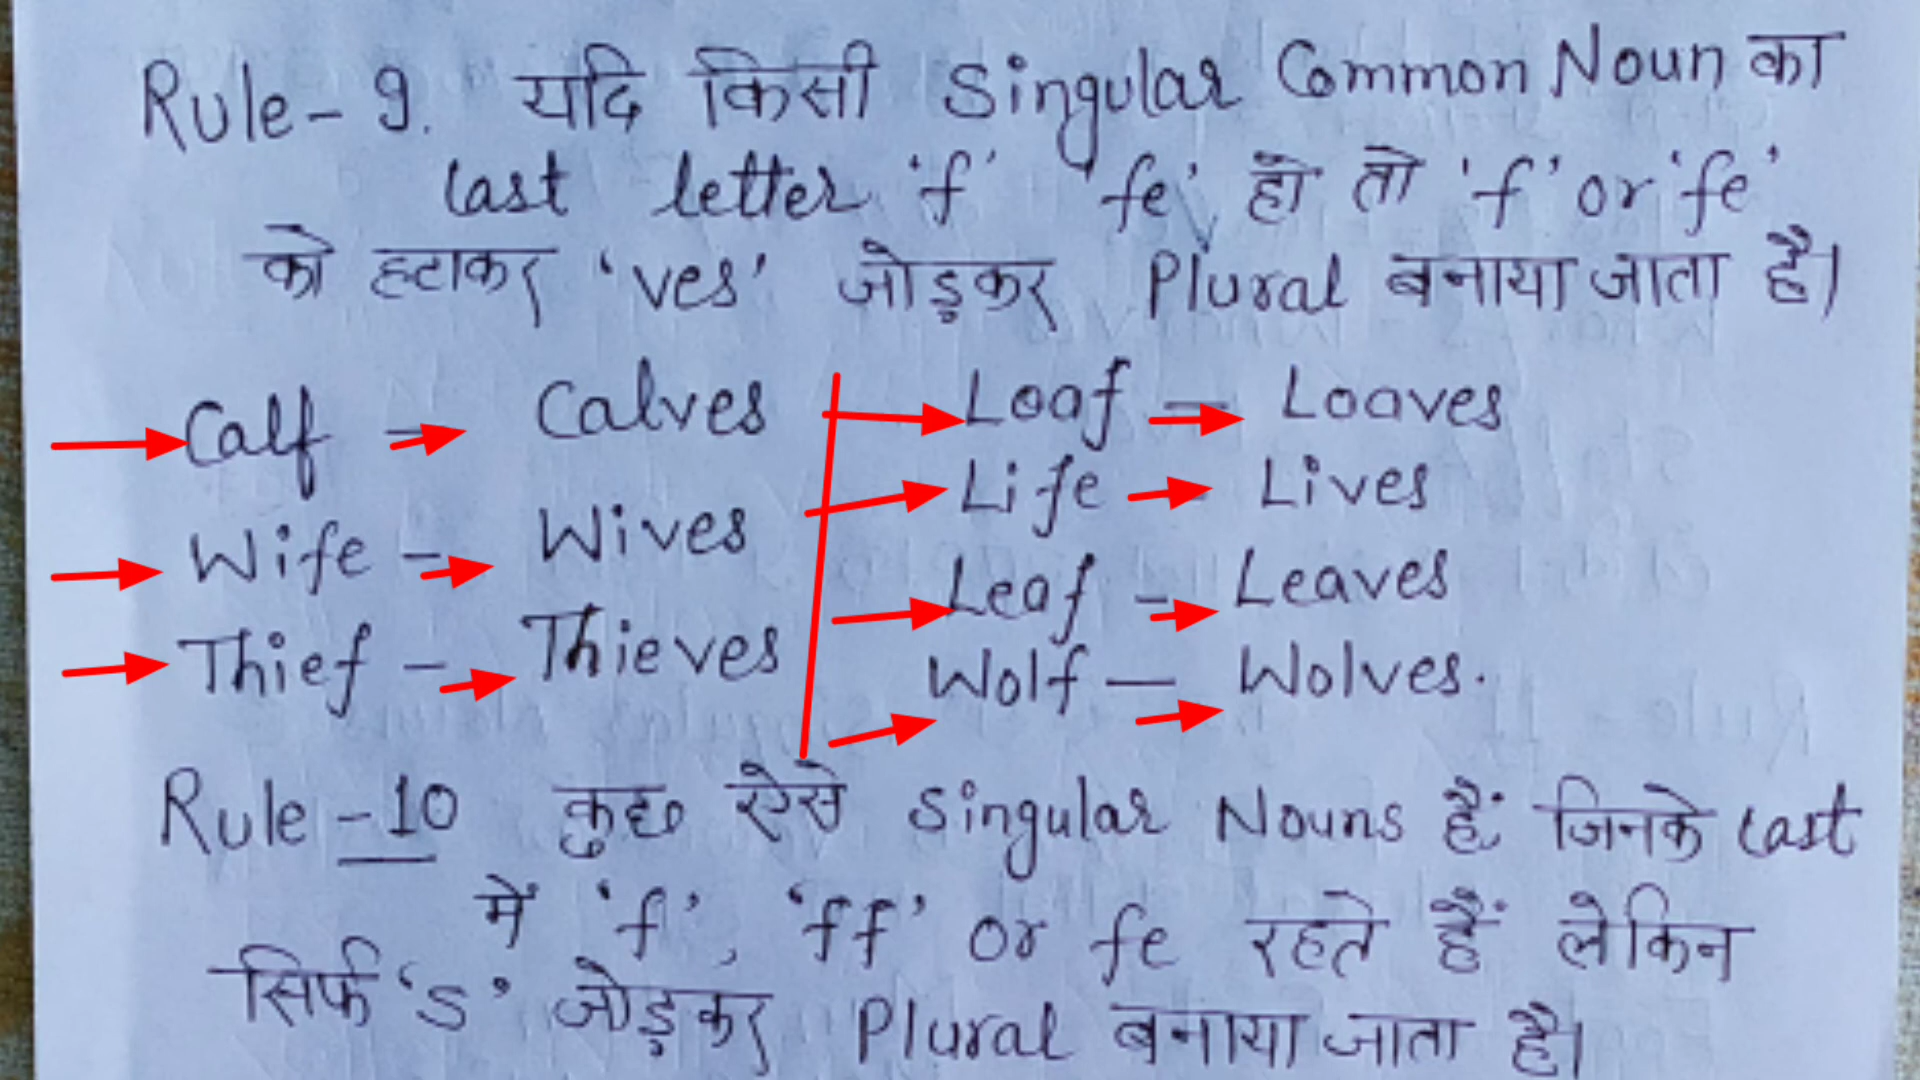 Rule - 9. यदि किसी Singular Common Noun का
last letter 'f' 'fe' हो तो 'f' or 'fe'
को हटाकर 'ves' जोड़कर Plural बनाया जाता है।
Calf - Calves
Wife - Wives
Thief - Thieves
Loaf - Loaves
Life - Lives
Leaf - Leaves
Wolf - Wolves.
Rule - 10 कुछ ऐसे Singular Nouns हैं जिनके last
में 'f', 'ff' or fe रहते हैं लेकिन
सिर्फ 'S' जोड़कर Plural बनाया जाता है।